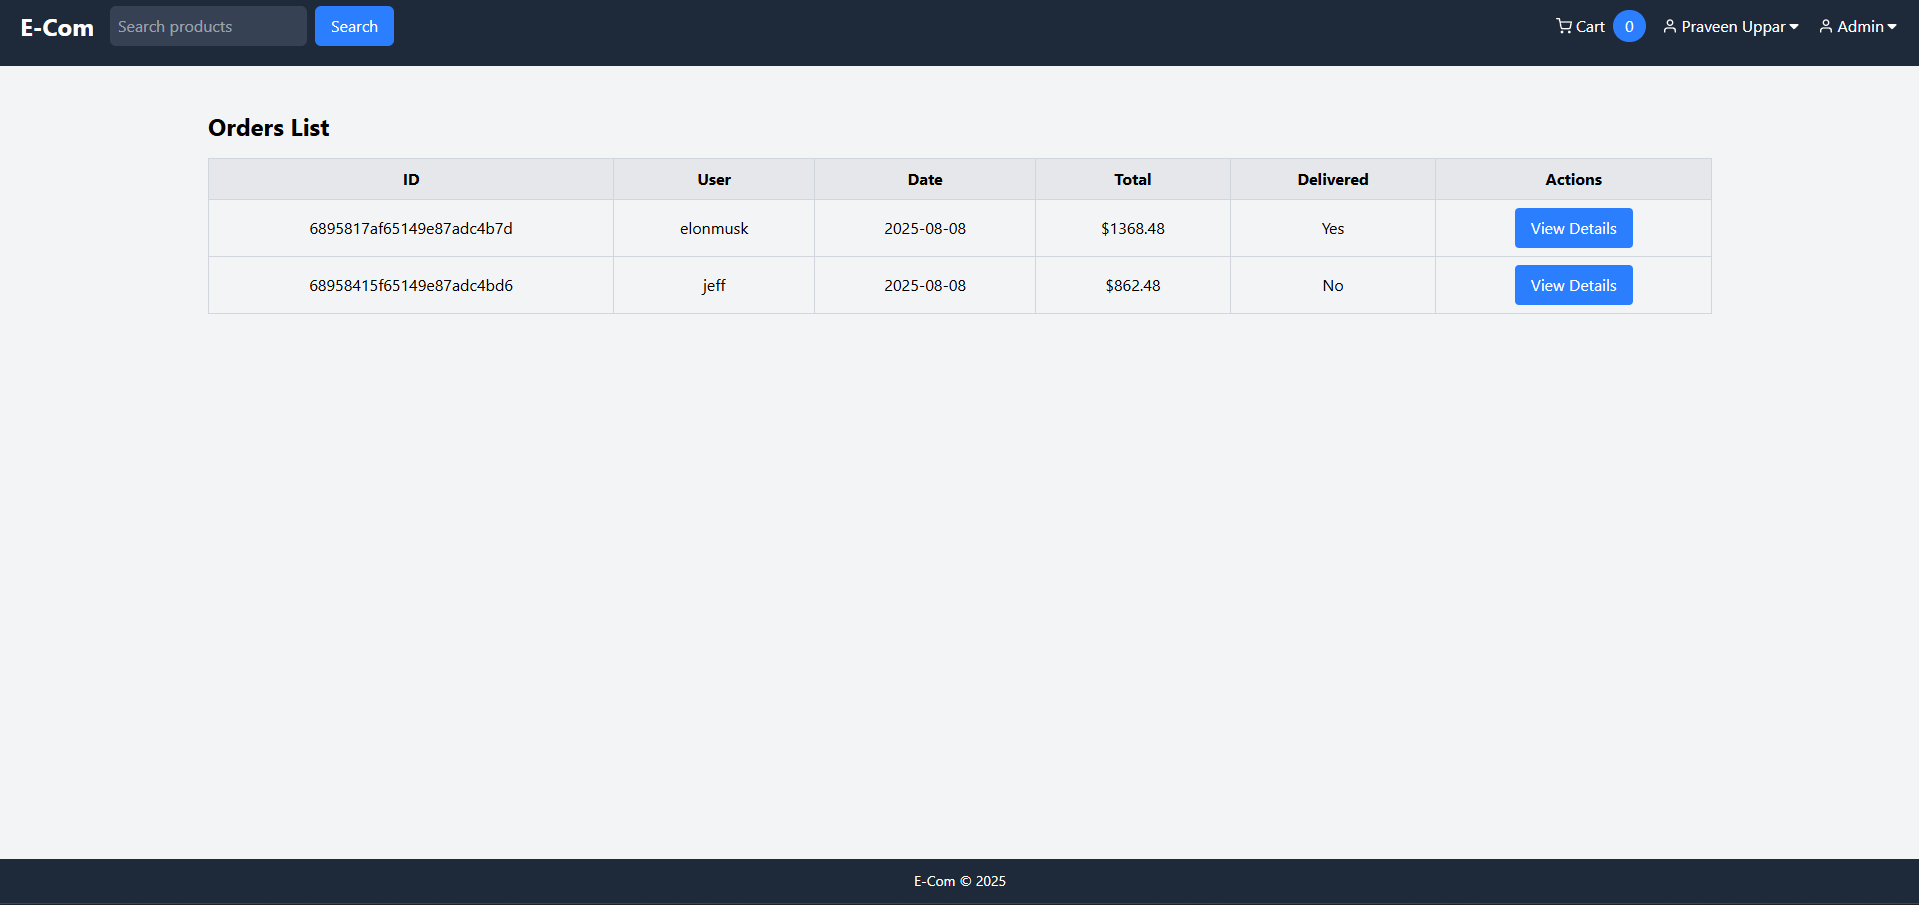 E-Com Search products Search Cart 0 Praveen Uppar Admin
Orders List
ID User Date Total Delivered Actions
6895817af65149e87adc4b7d elonmusk 2025-08-08 $1368.48 Yes View Details
68958415f65149e87adc4bd6 jeff 2025-08-08 $862.48 No View Details
E-Com © 2025